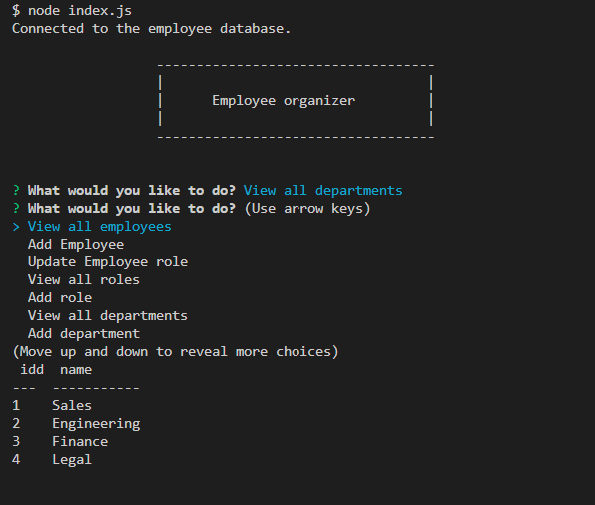 $ node index.js
Connected to the employee database.
-----------------------------------
|                                 |
|      Employee organizer         |
|                                 |
-----------------------------------
? What would you like to do? View all departments
? What would you like to do? (Use arrow keys)
> View all employees
  Add Employee
  Update Employee role
  View all roles
  Add role
  View all departments
  Add department
(Move up and down to reveal more choices)
 idd  name
---  -----------
1    Sales
2    Engineering
3    Finance
4    Legal